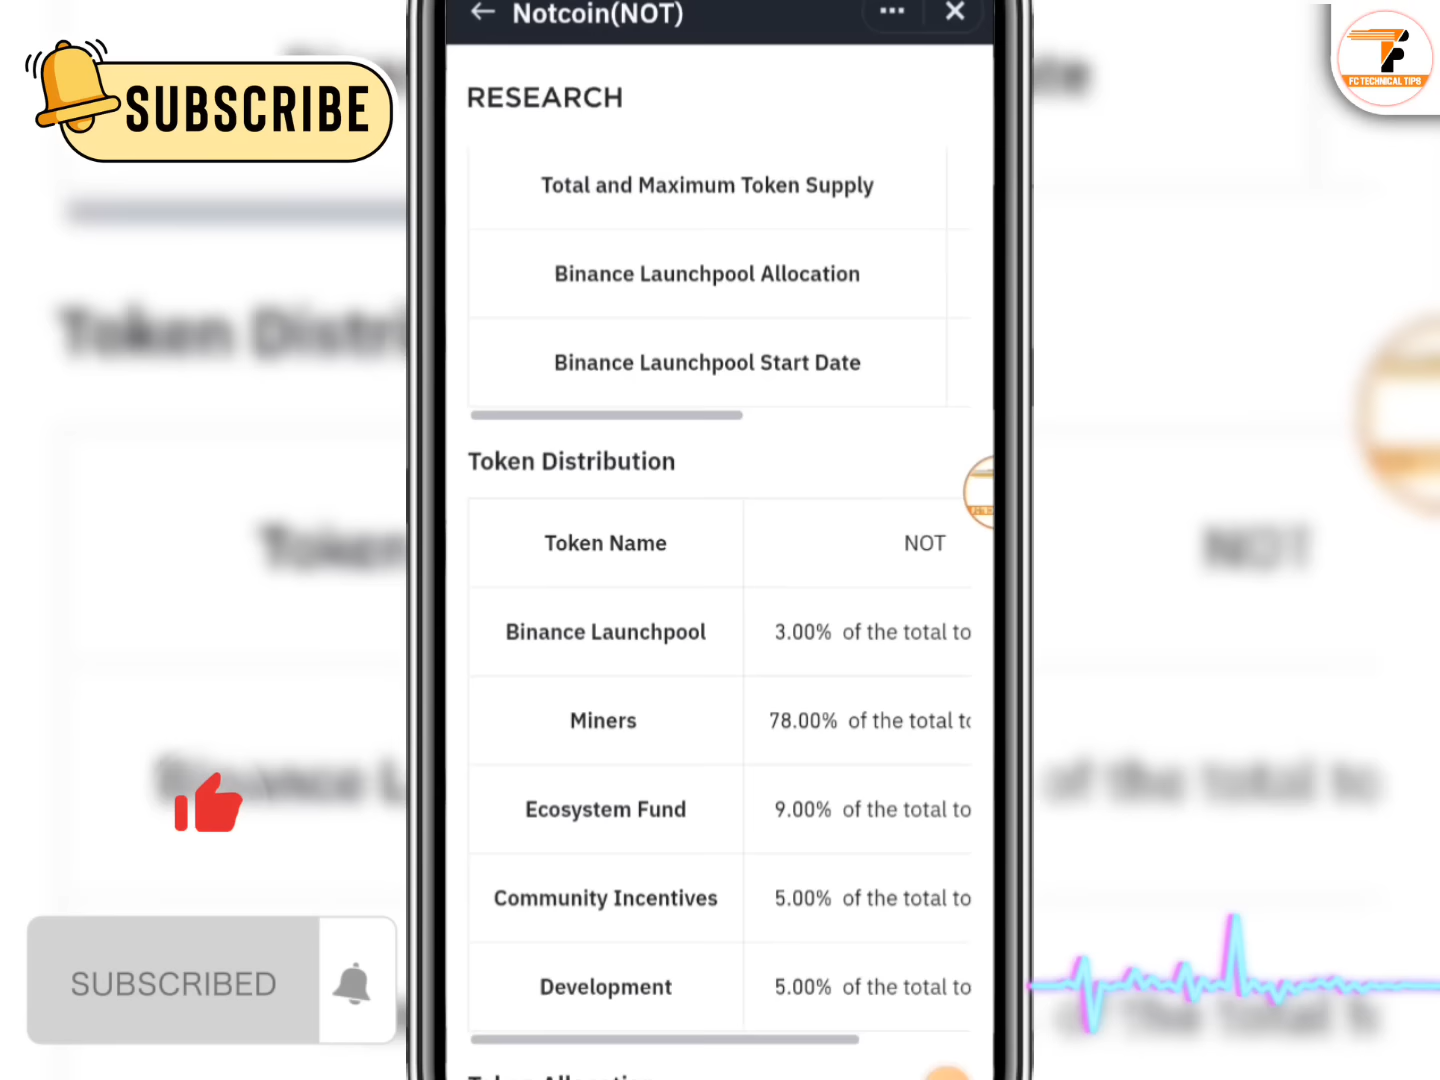 ← Notcoin(NOT) ... ×
SUBSCRIBE
FC TECHNICAL TIPS
RESEARCH
Total and Maximum Token Supply
Binance Launchpool Allocation
Binance Launchpool Start Date
Token Distribution
Token Name NOT
Binance Launchpool 3.00% of the total to
Miners 78.00% of the total to
Ecosystem Fund 9.00% of the total to
Community Incentives 5.00% of the total to
Development 5.00% of the total to
SUBSCRIBED